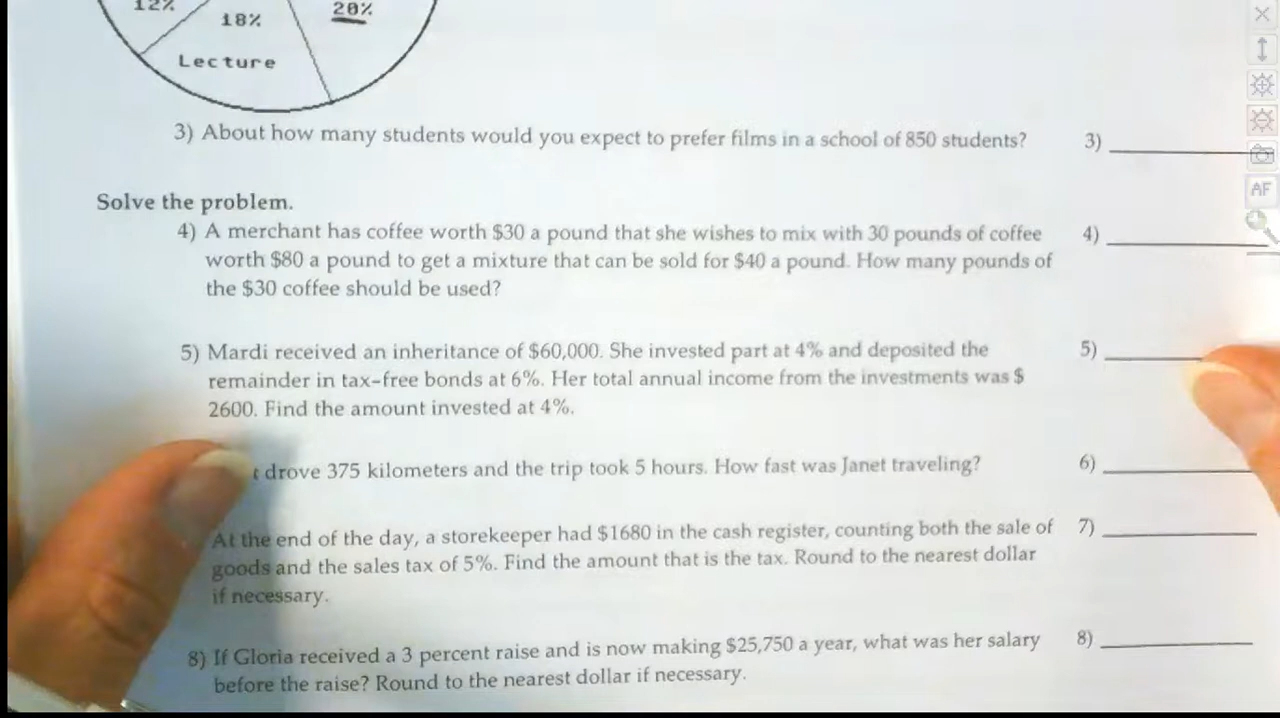 12%
18%
20%
Lecture
3) About how many students would you expect to prefer films in a school of 850 students? 3)
Solve the problem.
4) A merchant has coffee worth $30 a pound that she wishes to mix with 30 pounds of coffee 4)
worth $80 a pound to get a mixture that can be sold for $40 a pound. How many pounds of
the $30 coffee should be used?
5) Mardi received an inheritance of $60,000. She invested part at 4% and deposited the 5)
remainder in tax-free bonds at 6%. Her total annual income from the investments was $
2600. Find the amount invested at 4%.
t drove 375 kilometers and the trip took 5 hours. How fast was Janet traveling? 6)
At the end of the day, a storekeeper had $1680 in the cash register, counting both the sale of 7)
goods and the sales tax of 5%. Find the amount that is the tax. Round to the nearest dollar
if necessary.
8) If Gloria received a 3 percent raise and is now making $25,750 a year, what was her salary 8)
before the raise? Round to the nearest dollar if necessary.
AF